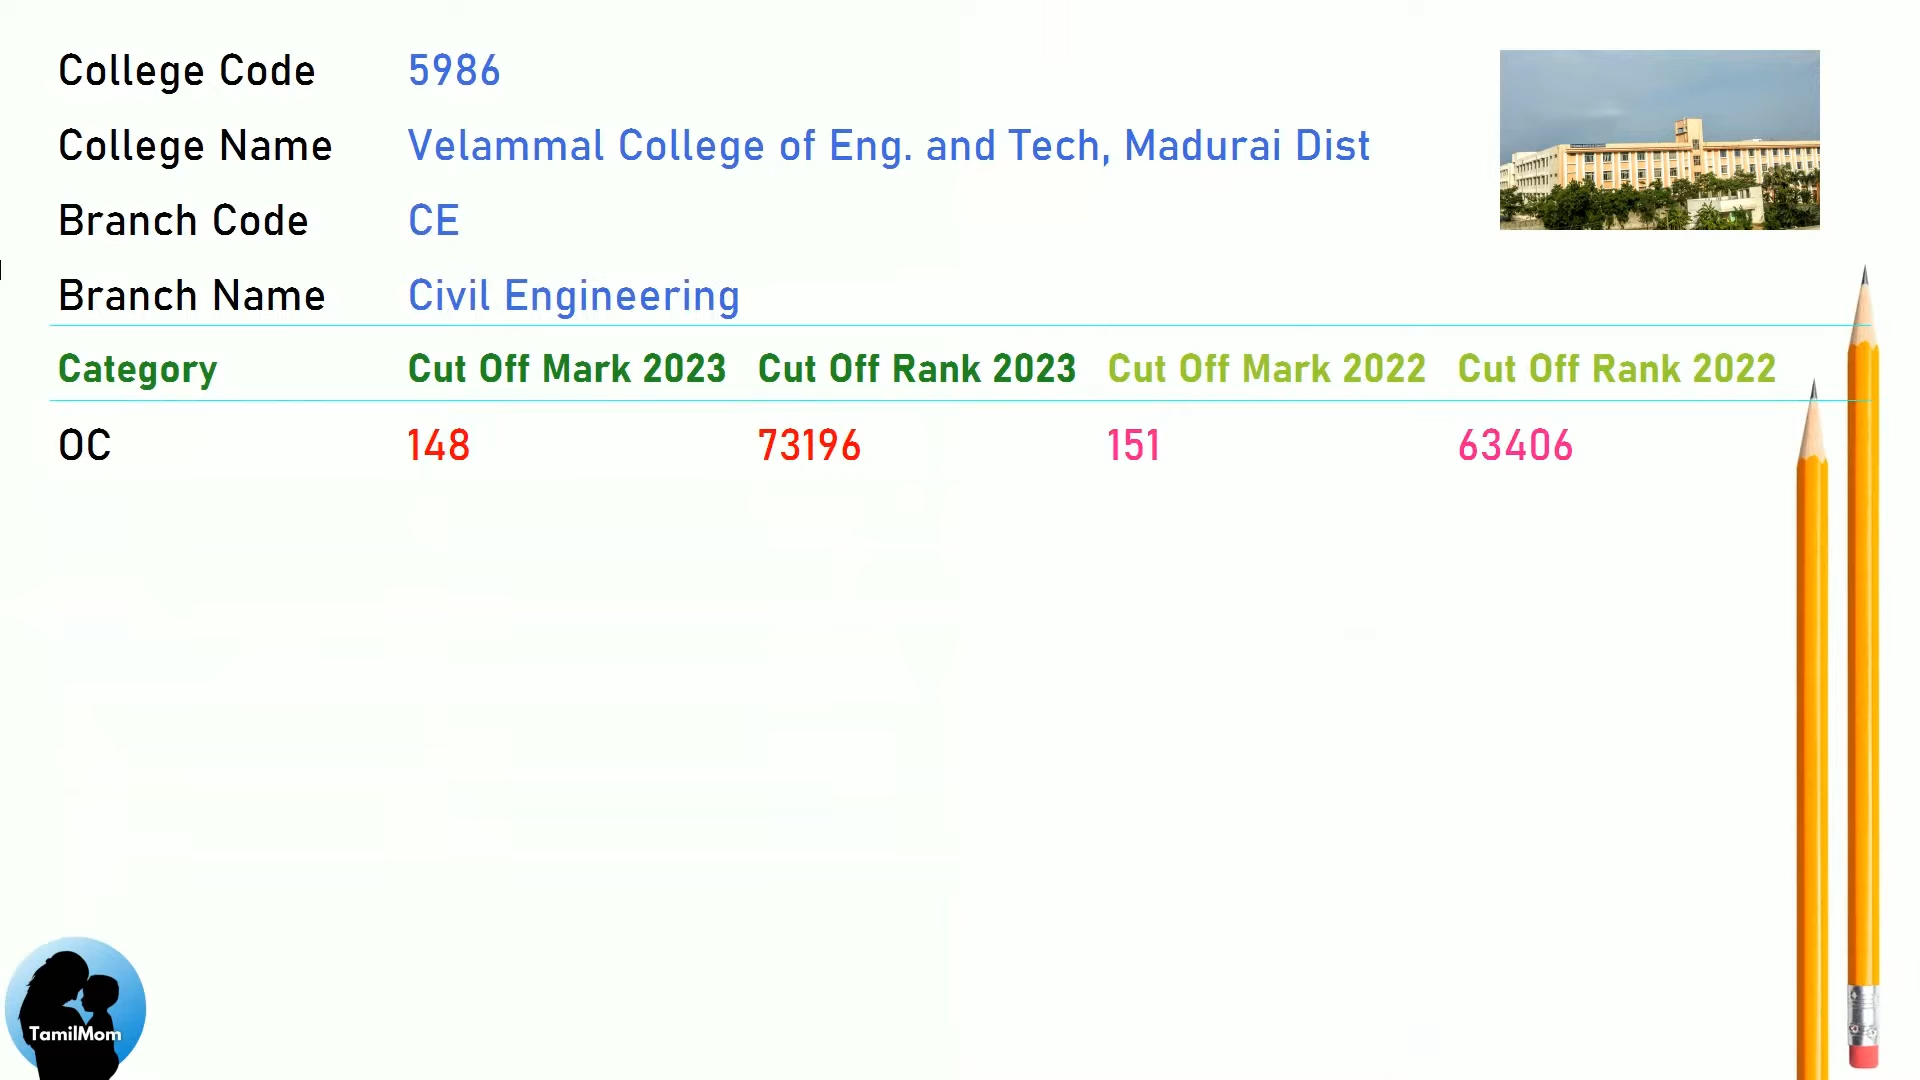 College Code 5986
College Name Velammal College of Eng. and Tech, Madurai Dist
Branch Code CE
Branch Name Civil Engineering
Category Cut Off Mark 2023 Cut Off Rank 2023 Cut Off Mark 2022 Cut Off Rank 2022
OC 148 73196 151 63406
TamilMom